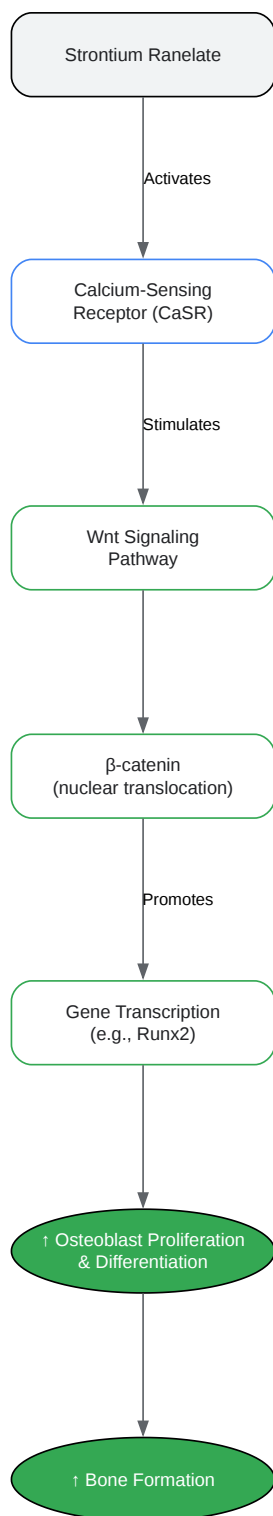 Strontium Ranelate
Activates
Calcium-Sensing
Receptor (CaSR)
Stimulates
Wnt Signaling
Pathway
β-catenin
(nuclear translocation)
Promotes
Gene Transcription
(e.g., Runx2)
↑ Osteoblast Proliferation
& Differentiation
↑ Bone Formation